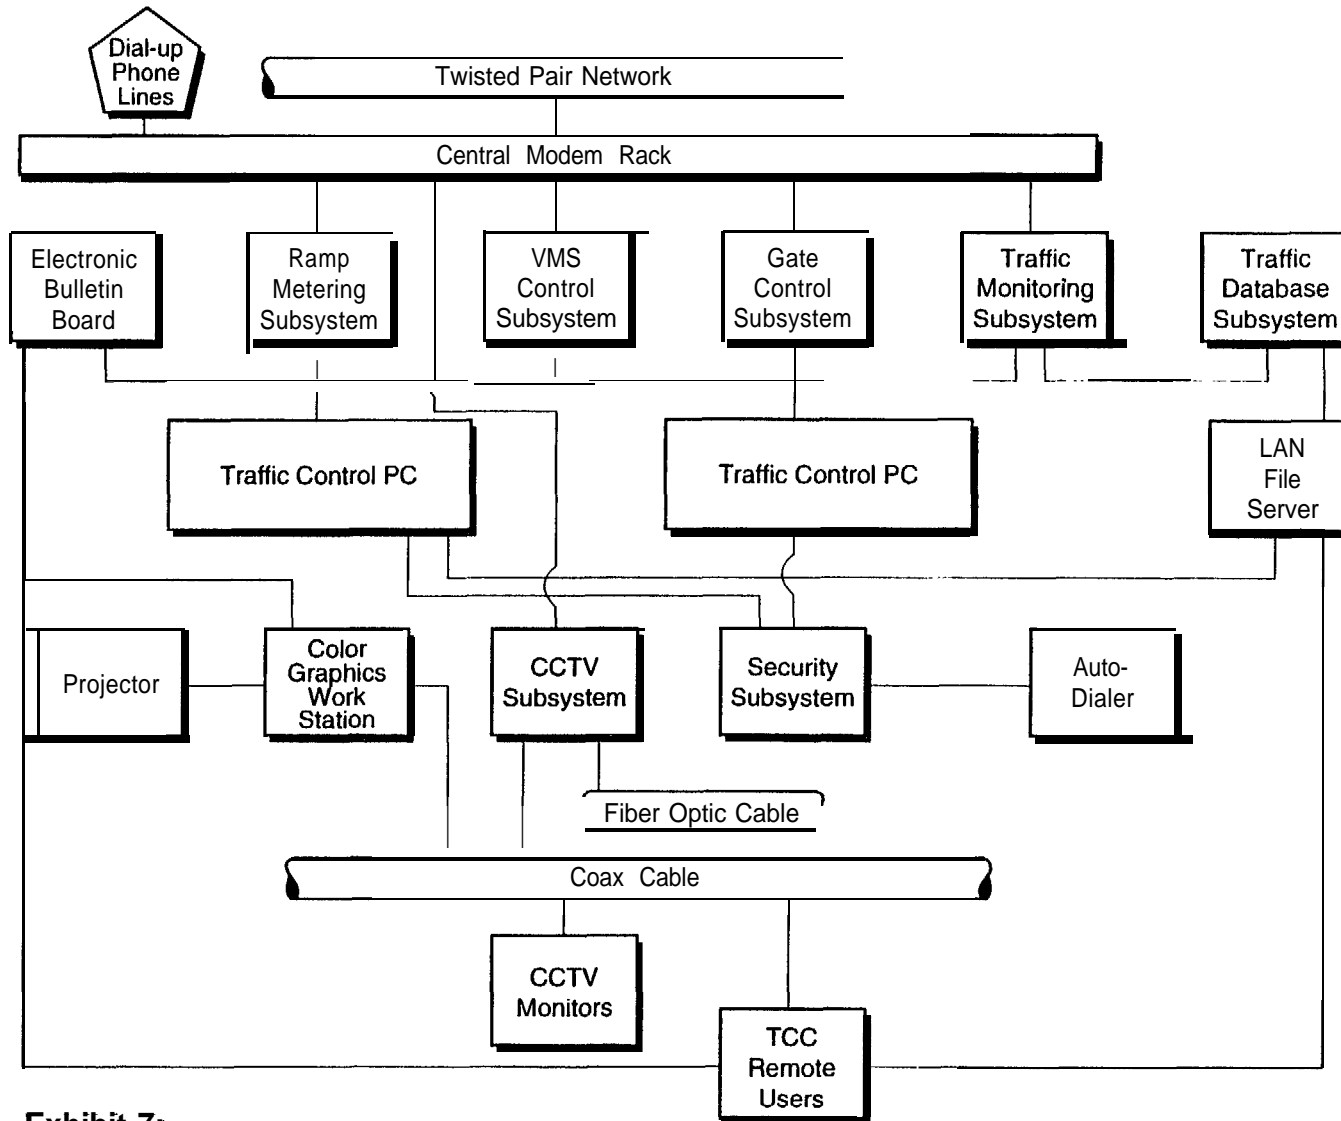 Dial-up
Phone
Lines
Twisted Pair Network
Central Modem Rack
Electronic
Bulletin
Board
Ramp
Metering
Subsystem
VMS
Control
Subsystem
Gate
Control
Subsystem
Traffic
Monitoring
Subsystem
Traffic
Database
Subsystem
Traffic Control PC
Traffic Control PC
LAN
File
Server
Projector
Color
Graphics
Work
Station
CCTV
Subsystem
Security
Subsystem
Auto-
Dialer
Fiber Optic Cable
Coax Cable
CCTV
Monitors
TCC
Remote
Users
Exhibit